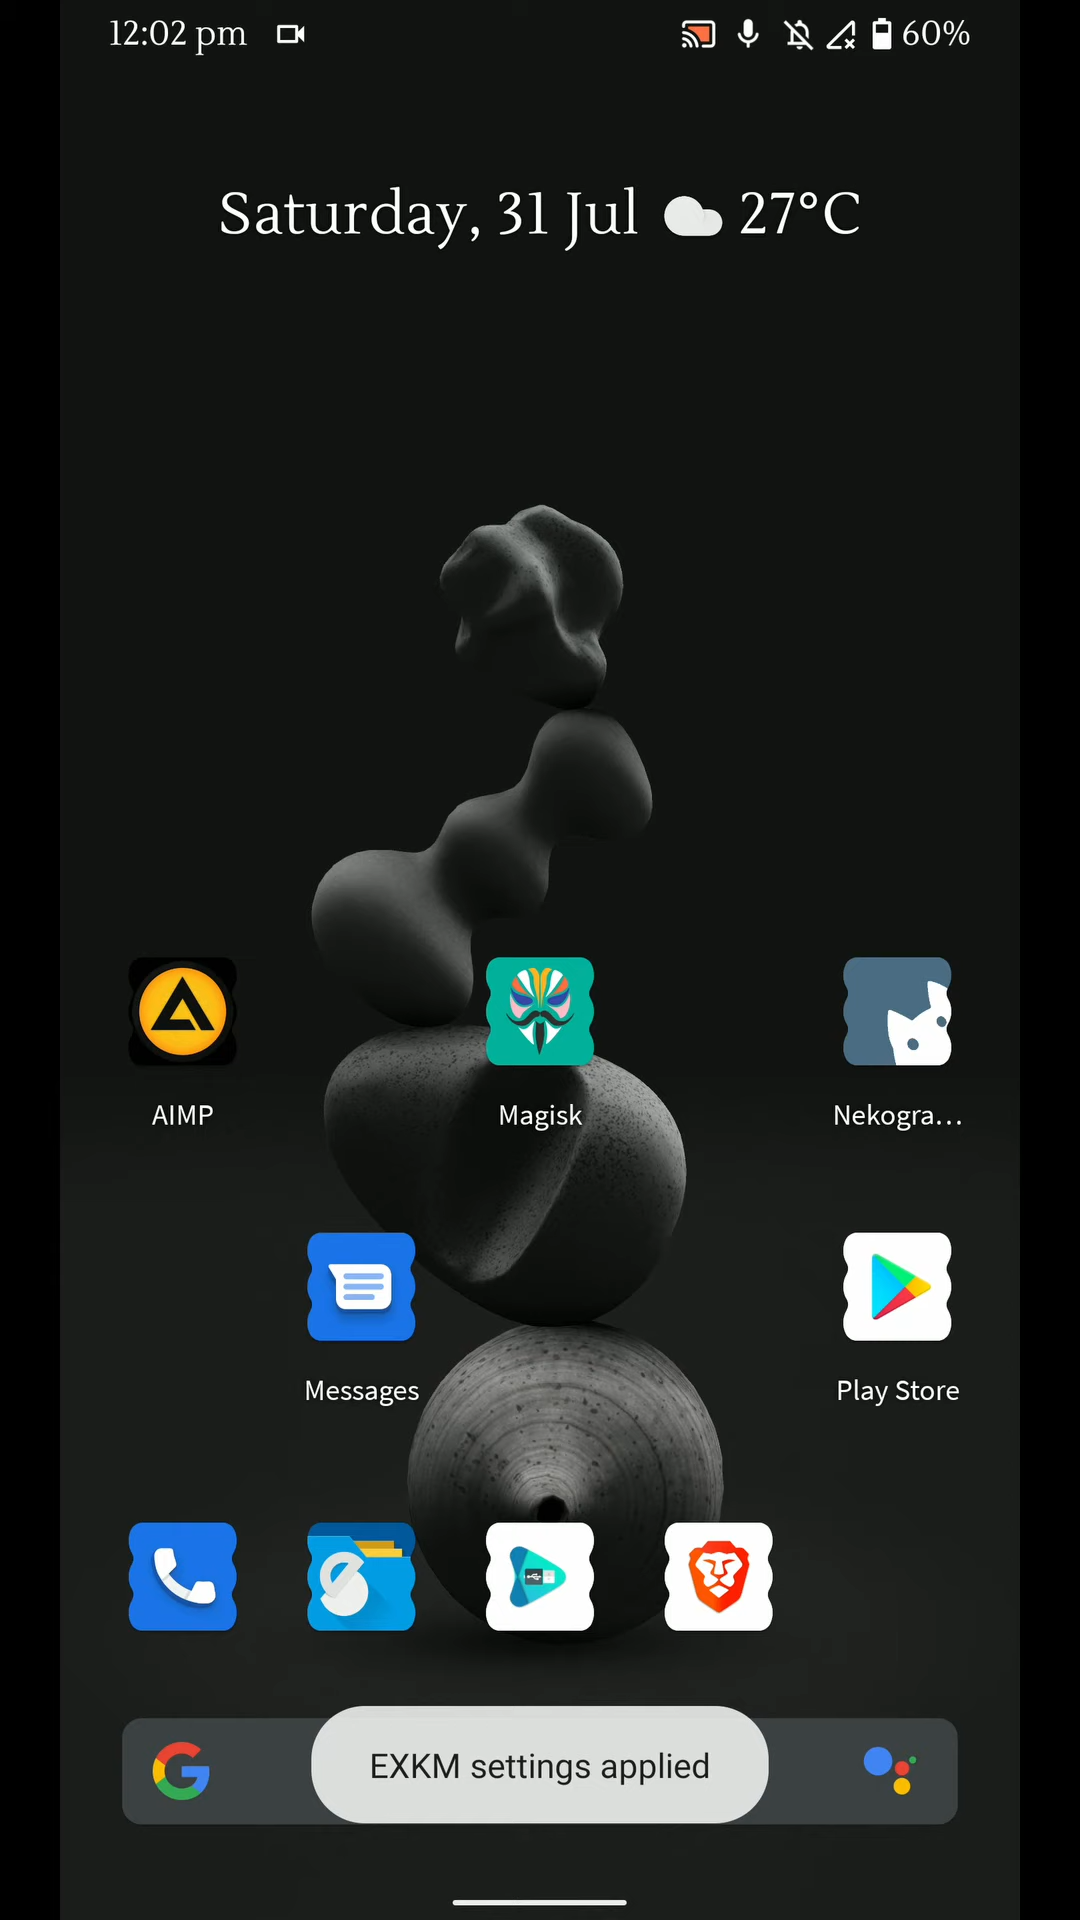 12:02 pm 60%
Saturday, 31 Jul 27°C
AIMP Magisk Nekogra...
Messages Play Store
EXKM settings applied